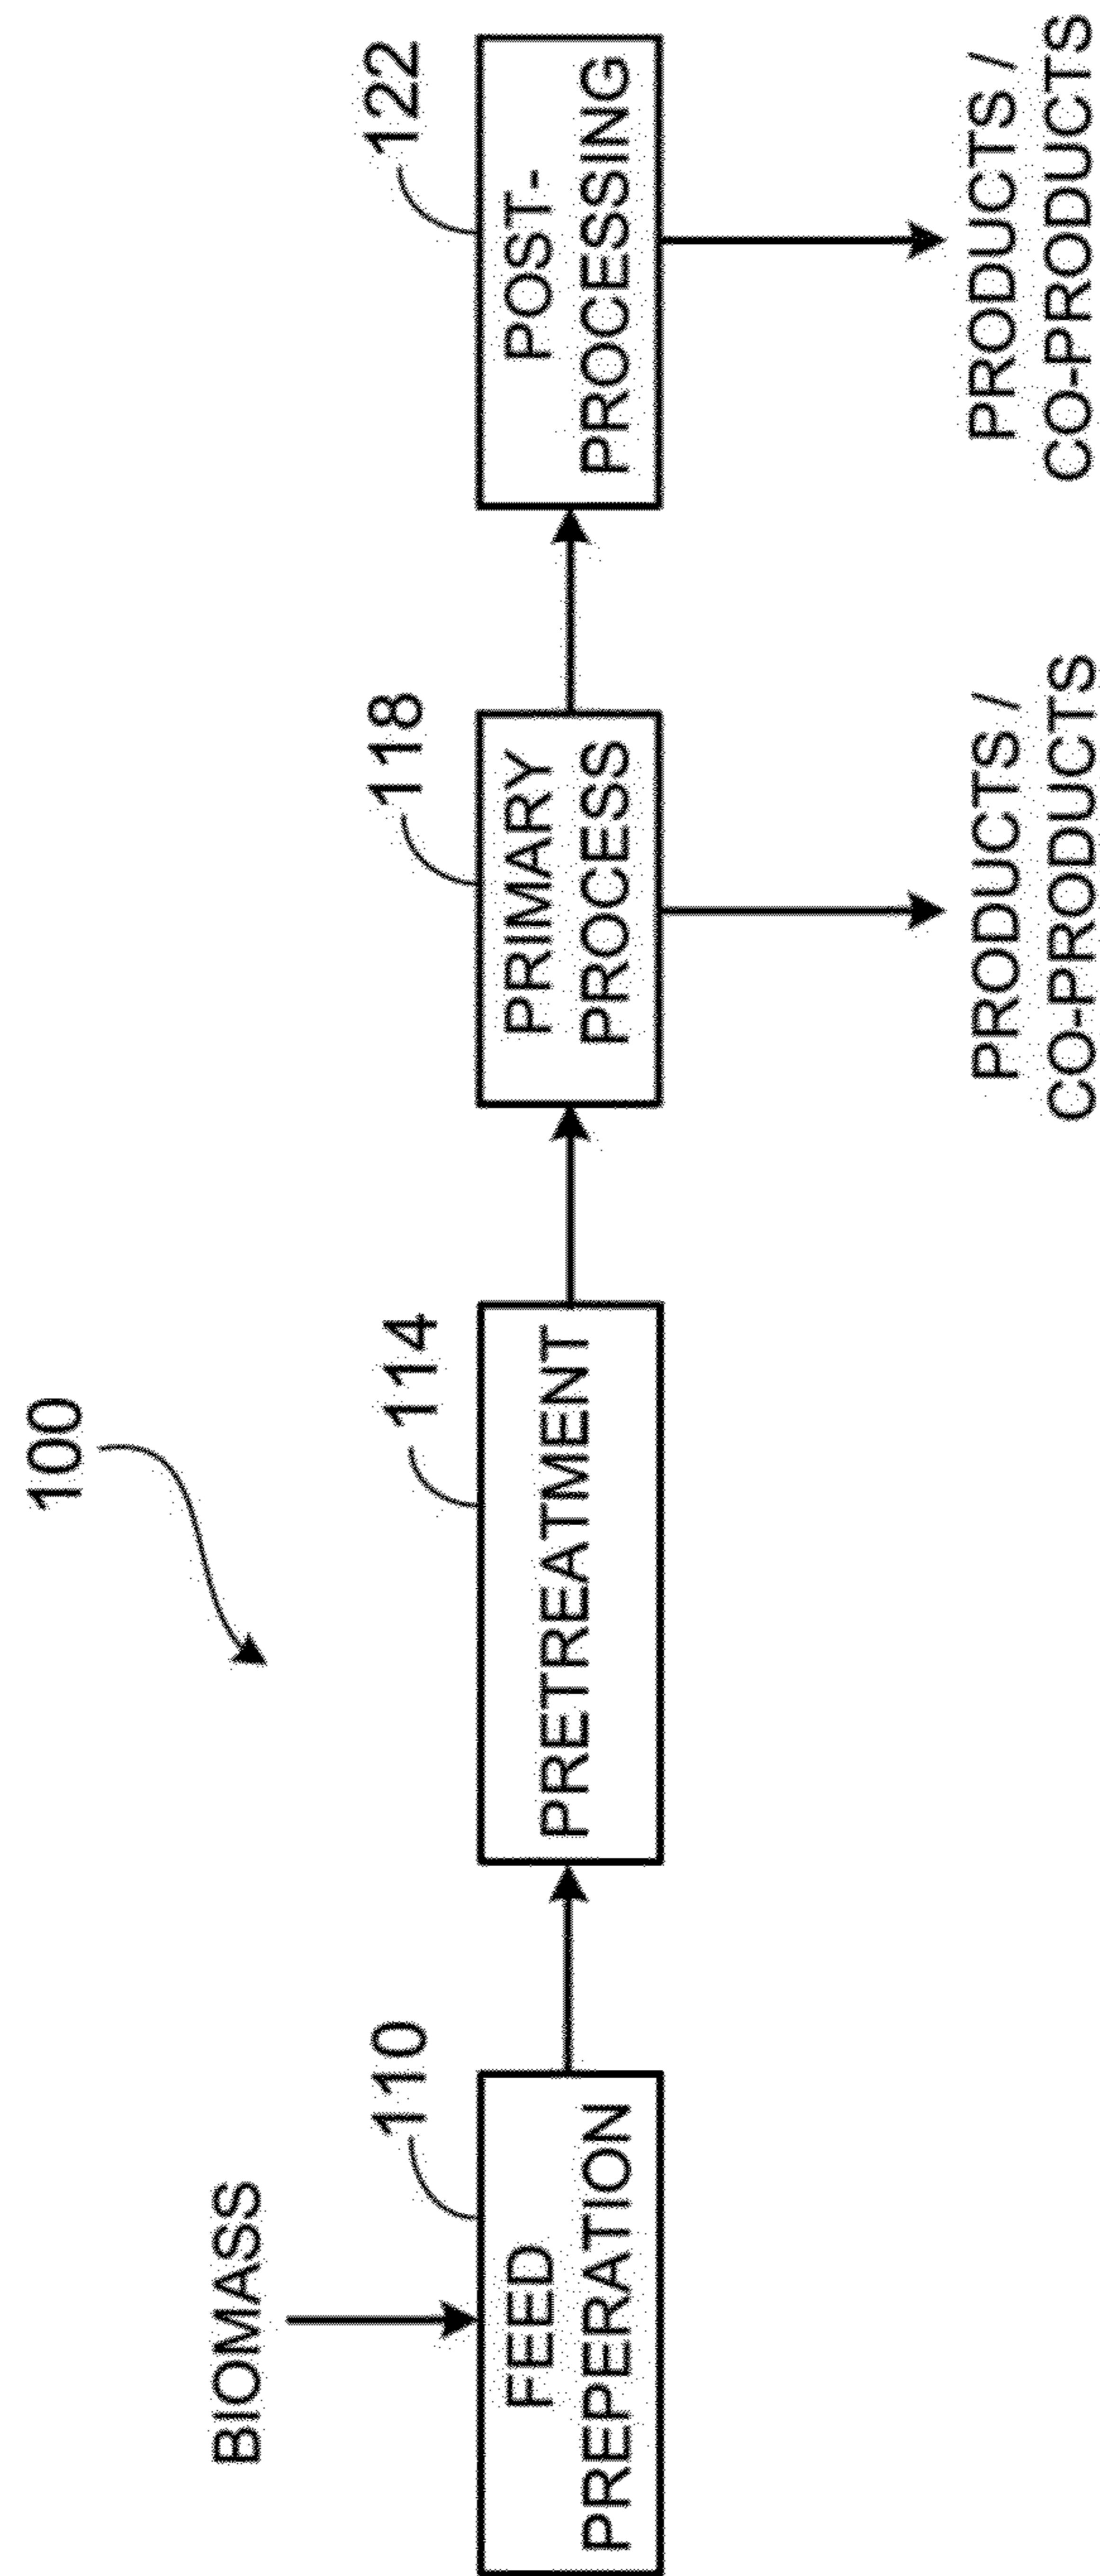 100
BIOMASS
110
FEED
PREPERATION
114
PRETREATMENT
118
PRIMARY
PROCESS
PRODUCTS /
CO-PRODUCTS
122
POST-
PROCESSING
PRODUCTS /
CO-PRODUCTS